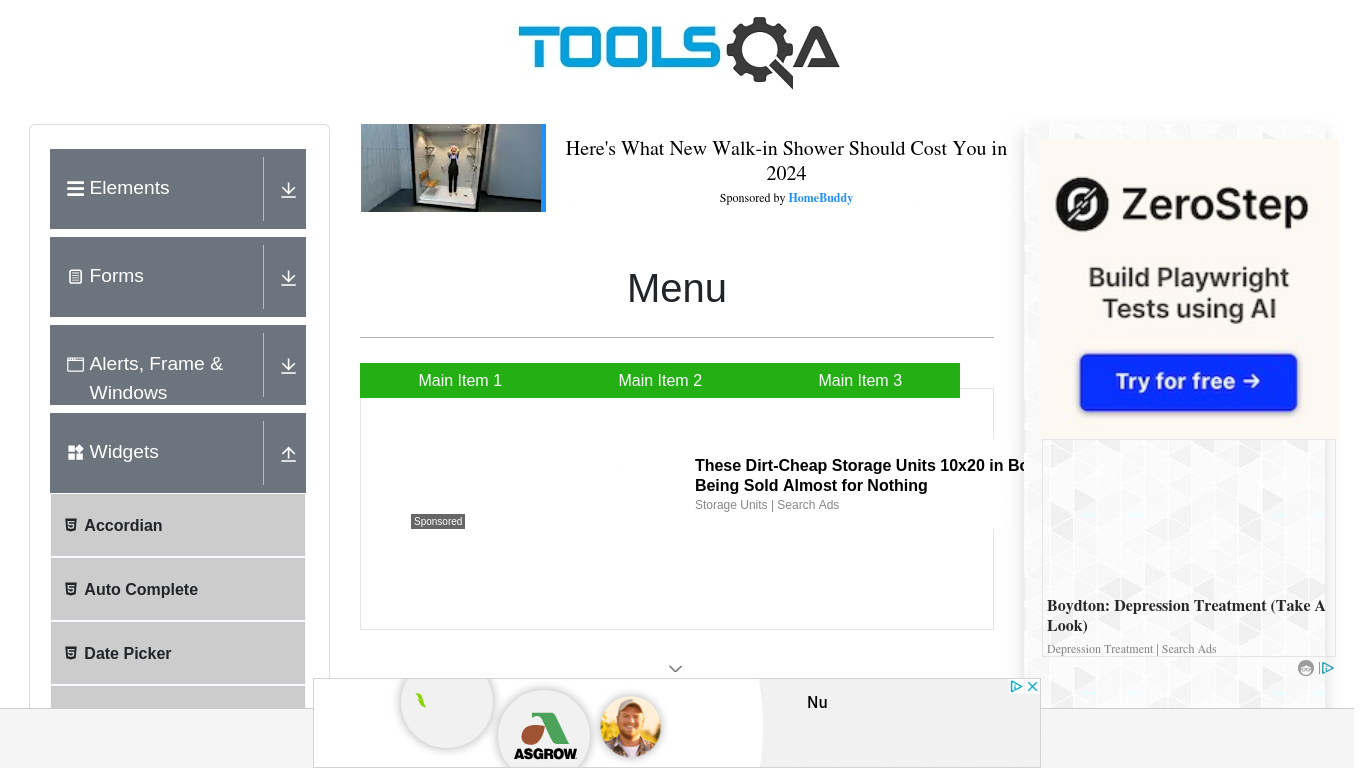 TOOLSQA
Elements
Forms
Alerts, Frame &
Windows
Widgets
Accordian
Auto Complete
Date Picker
Here's What New Walk-in Shower Should Cost You in
2024
Sponsored by HomeBuddy
Menu
Main Item 1
Main Item 2
Main Item 3
These Dirt-Cheap Storage Units 10x20 in Bo
Being Sold Almost for Nothing
Storage Units | Search Ads
Sponsored
ZeroStep
Build Playwright
Tests using AI
Try for free →
Boydton: Depression Treatment (Take A
Look)
Depression Treatment | Search Ads
ASGROW
Nu